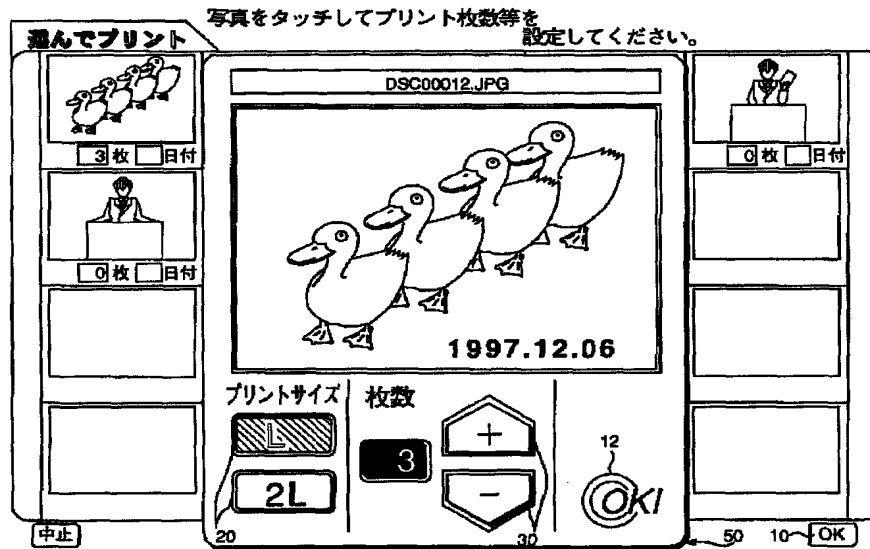 写真をタッチしてプリント枚数等を
設定してください。
選んでプリント
DSC00012.JPG
3 枚 日付
0 枚 日付
0 枚 日付
1997.12.06
プリントサイズ
枚数
L
2L
3
+
-
12
OK!
中止
20
30
50
10
OK